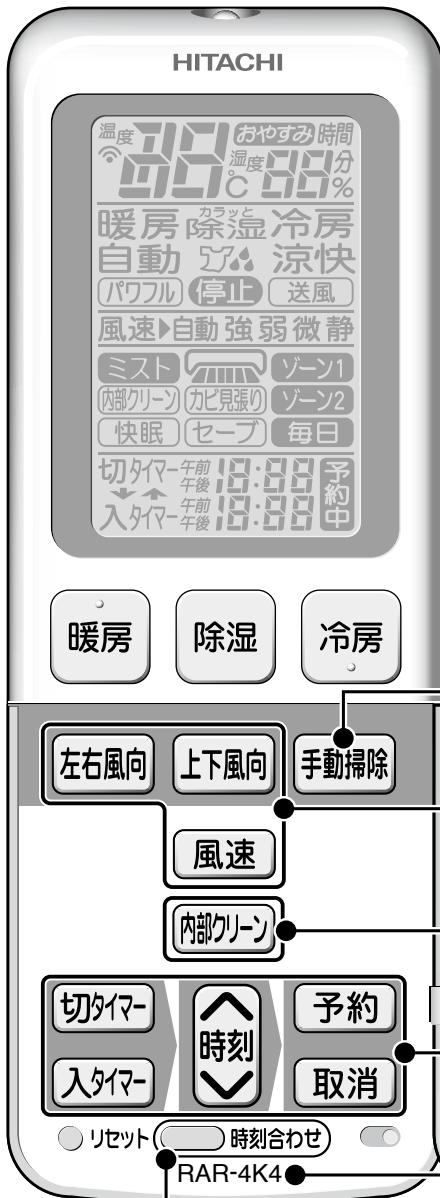 HITACHI
温度 88 ℃ おやすみ 時間
湿度 88 分 %
暖房 カラッと除湿 冷房
自動 涼快
パワフル 停止 送風
風速▶自動 強 弱 微 静
ミスト ゾーン1
内部クリーン カビ見張り ゾーン2
快眠 セーブ 毎日
切タイマー 午前 午後 18:88 予約中
入タイマー 午前 午後 18:88
暖房 除湿 冷房
左右風向 上下風向 手動掃除
風速
内部クリーン
切タイマー 時刻 予約
入タイマー 取消
リセット 時刻合わせ
RAR-4K4